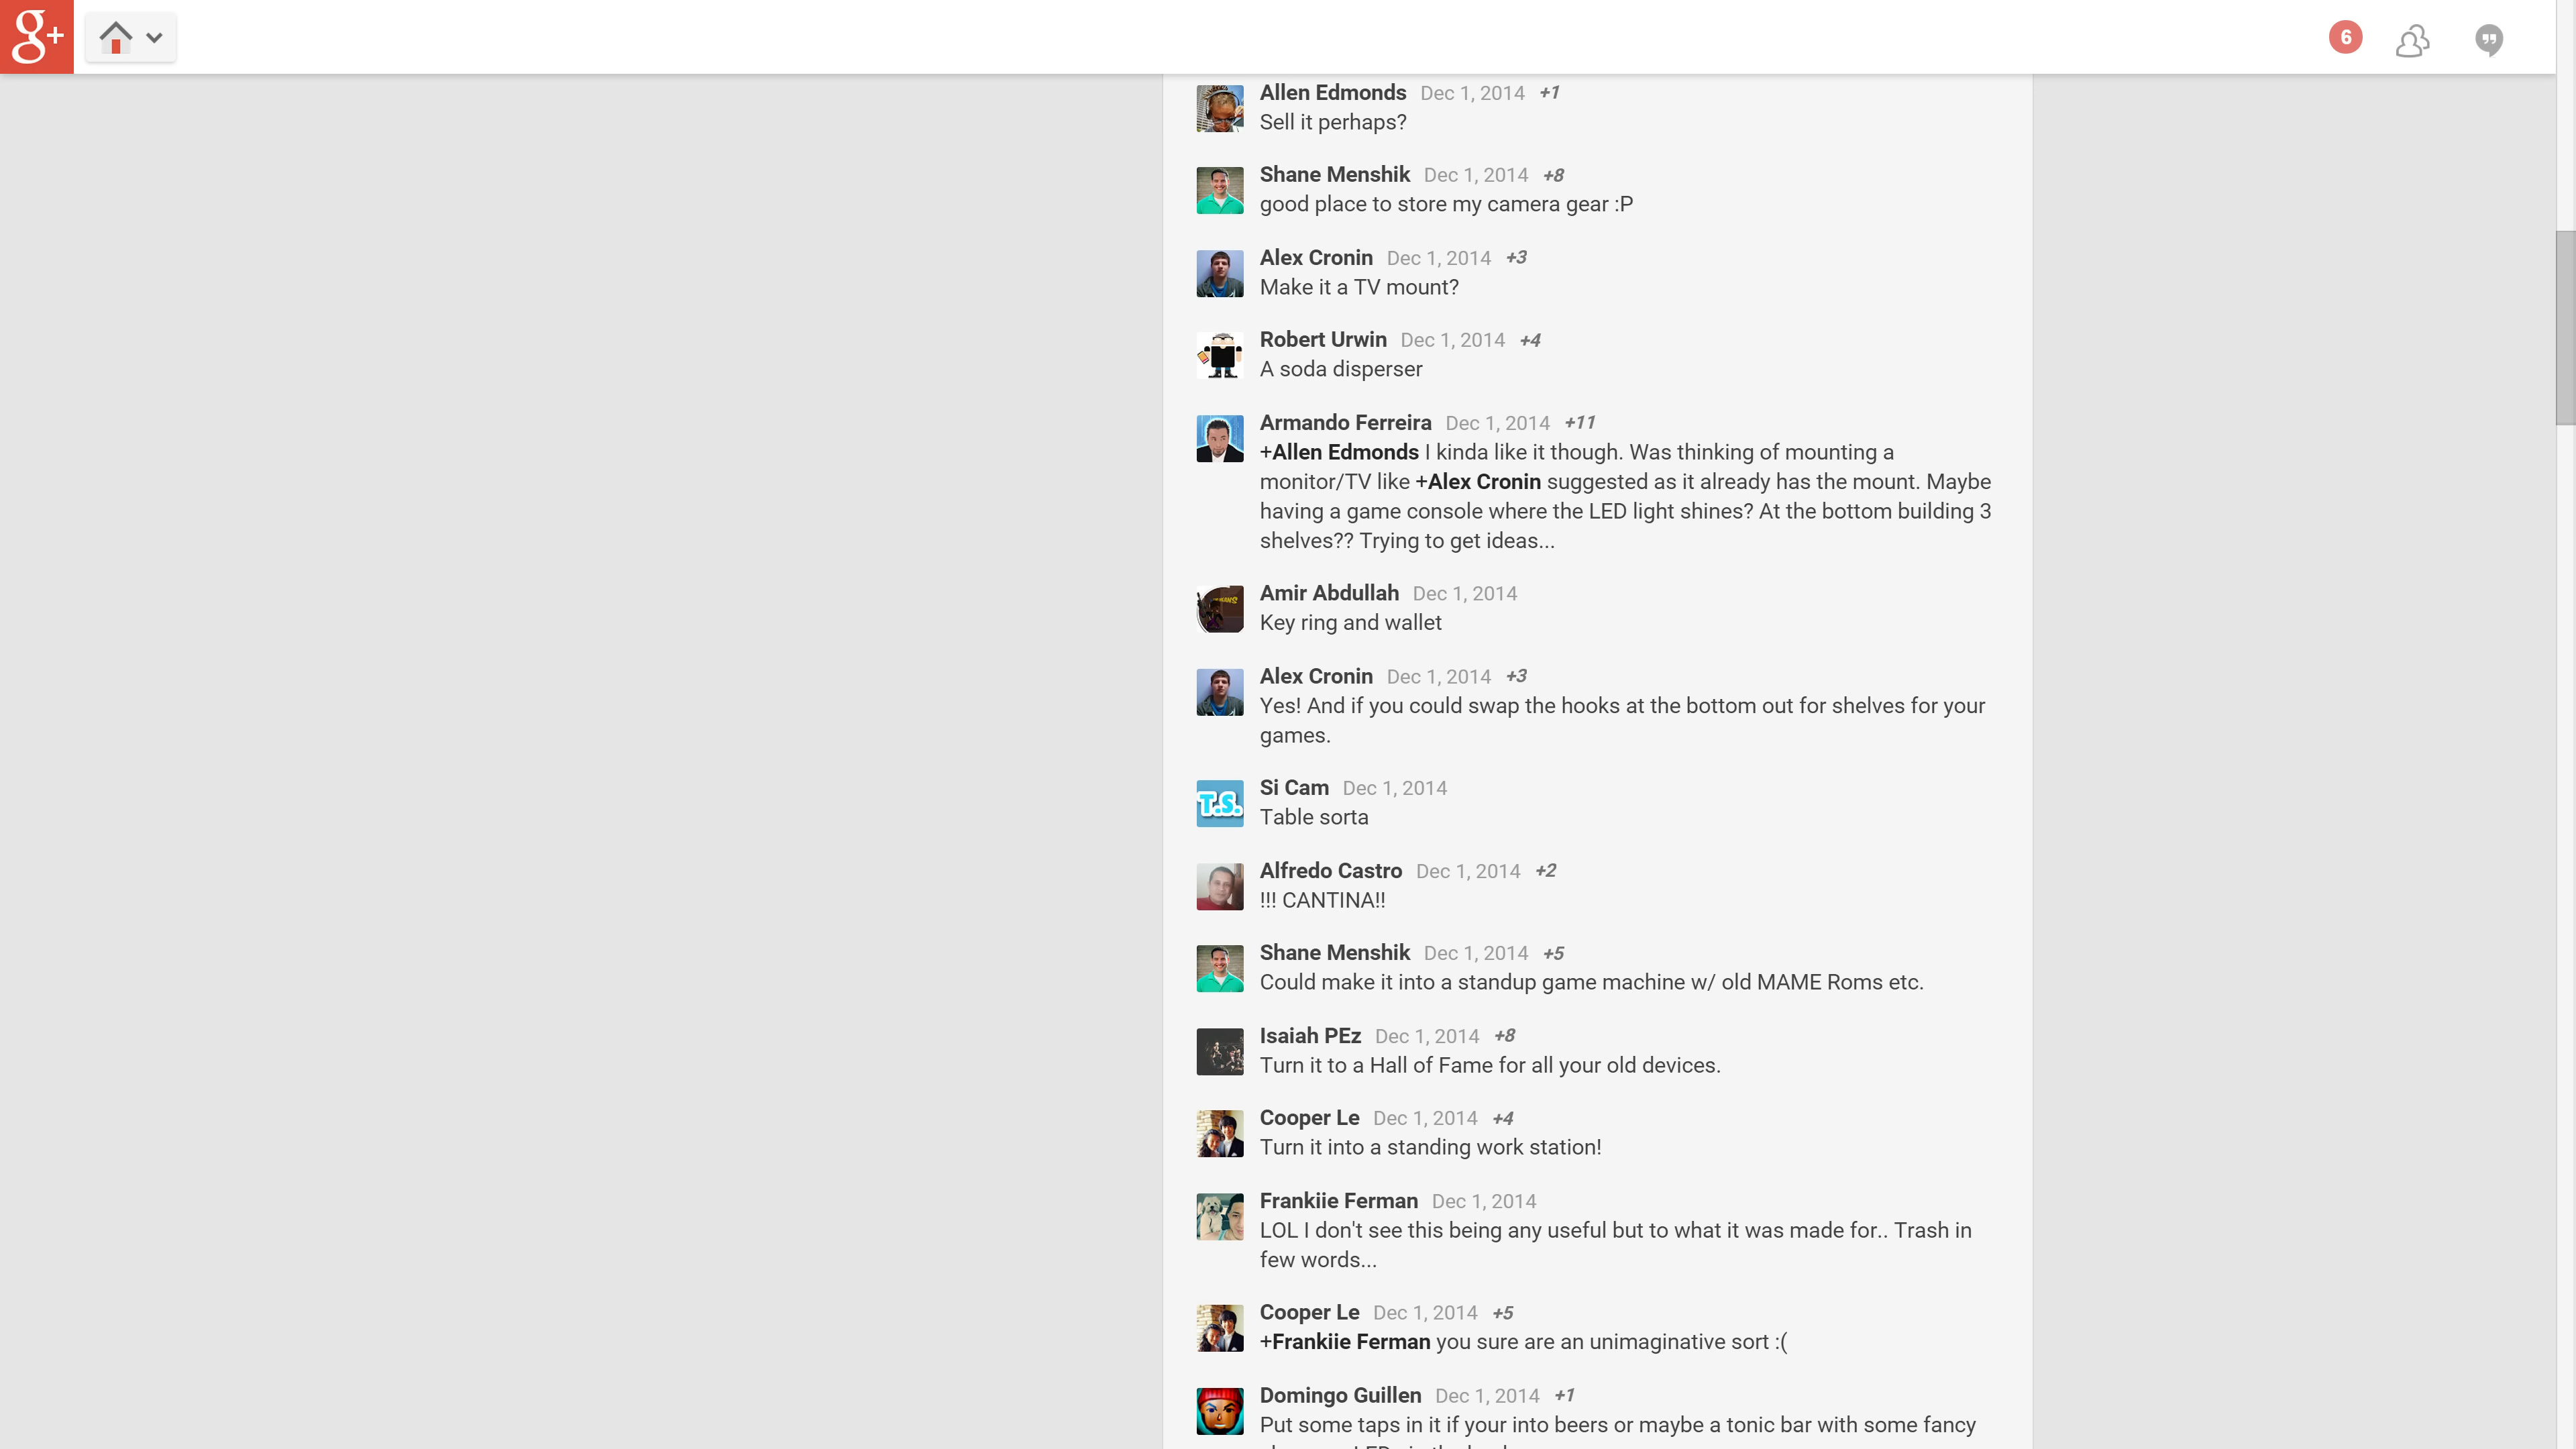 g+
6
Allen Edmonds Dec 1, 2014 +1
Sell it perhaps?
Shane Menshik Dec 1, 2014 +8
good place to store my camera gear :P
Alex Cronin Dec 1, 2014 +3
Make it a TV mount?
Robert Urwin Dec 1, 2014 +4
A soda disperser
Armando Ferreira Dec 1, 2014 +11
+Allen Edmonds I kinda like it though. Was thinking of mounting a
monitor/TV like +Alex Cronin suggested as it already has the mount. Maybe
having a game console where the LED light shines? At the bottom building 3
shelves?? Trying to get ideas...
Amir Abdullah Dec 1, 2014
Key ring and wallet
Alex Cronin Dec 1, 2014 +3
Yes! And if you could swap the hooks at the bottom out for shelves for your
games.
T.S.
Si Cam Dec 1, 2014
Table sorta
Alfredo Castro Dec 1, 2014 +2
!!! CANTINA!!
Shane Menshik Dec 1, 2014 +5
Could make it into a standup game machine w/ old MAME Roms etc.
Isaiah PEz Dec 1, 2014 +8
Turn it to a Hall of Fame for all your old devices.
Cooper Le Dec 1, 2014 +4
Turn it into a standing work station!
Frankiie Ferman Dec 1, 2014
LOL I don't see this being any useful but to what it was made for.. Trash in
few words...
Cooper Le Dec 1, 2014 +5
+Frankiie Ferman you sure are an unimaginative sort :(
Domingo Guillen Dec 1, 2014 +1
Put some taps in it if your into beers or maybe a tonic bar with some fancy